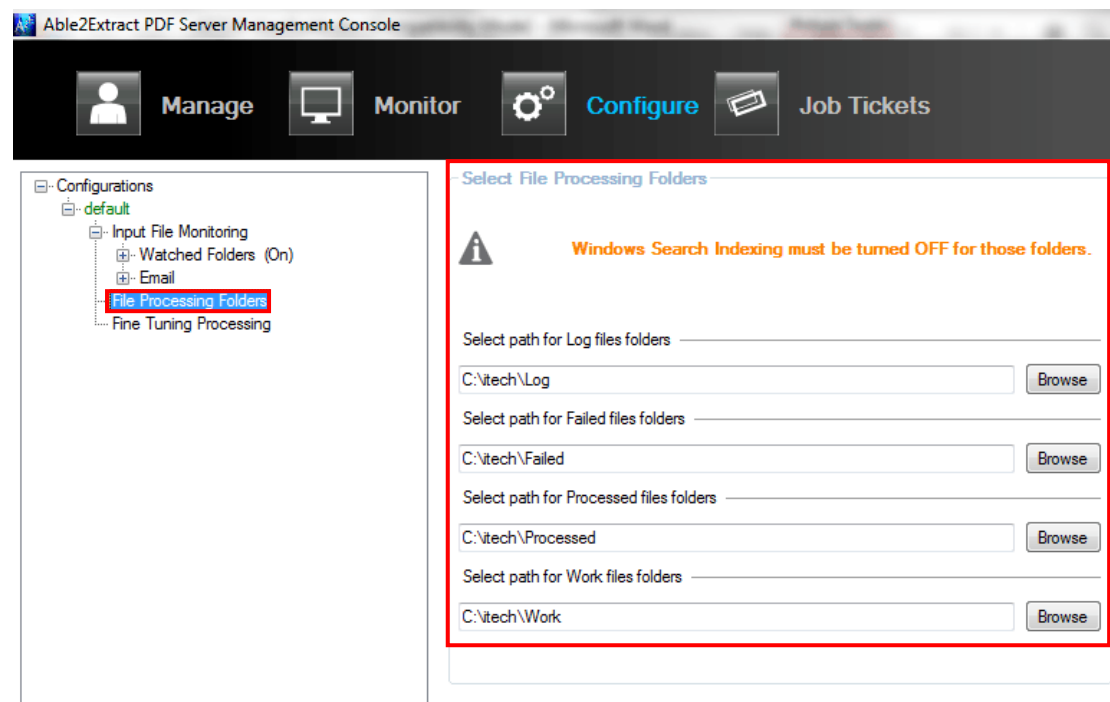 Able2Extract PDF Server Management Console
Manage
Monitor
Configure
Job Tickets
Configurations
default
Input File Monitoring
Watched Folders (On)
Email
File Processing Folders
Fine Tuning Processing
Select File Processing Folders
Windows Search Indexing must be turned OFF for those folders.
Select path for Log files folders
C:\itech\Log
Browse
Select path for Failed files folders
C:\itech\Failed
Browse
Select path for Processed files folders
C:\itech\Processed
Browse
Select path for Work files folders
C:\itech\Work
Browse